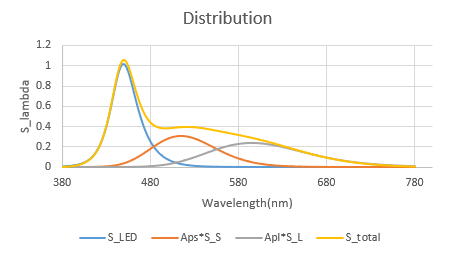 Distribution
1.2
1
0.8
0.6
0.4
0.2
0
S_lambda
380 480 580 680 780
Wavelength(nm)
S_LED Aps*S_S Apl*S_L S_total